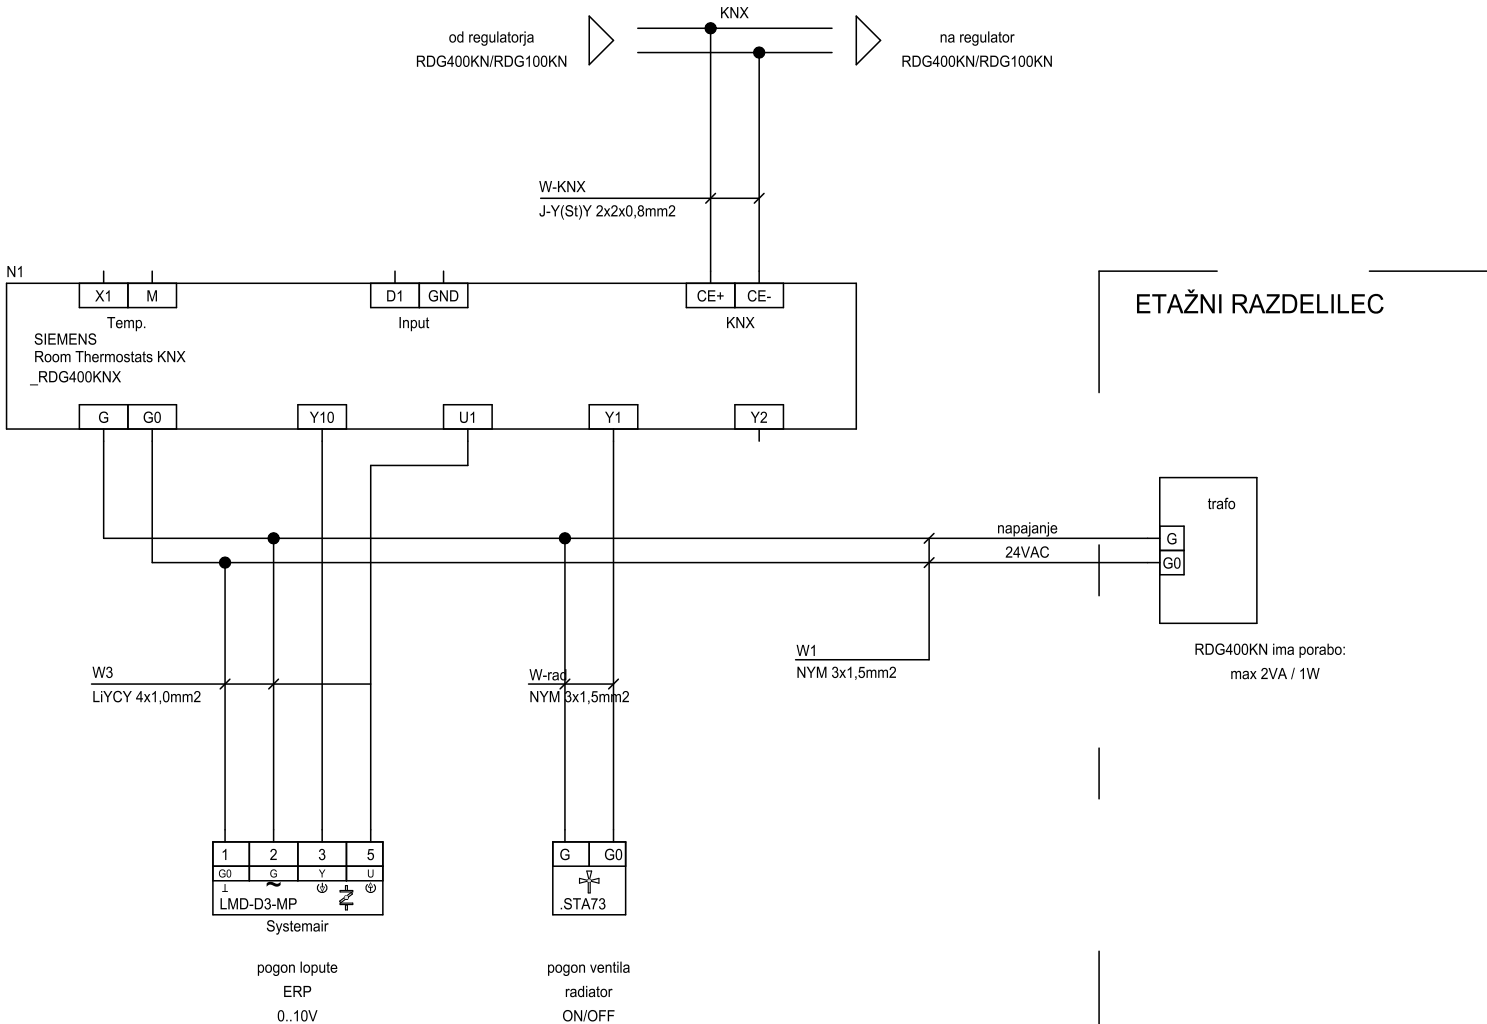 KNX
od regulatorja
RDG400KN/RDG100KN
na regulator
RDG400KN/RDG100KN
W-KNX
J-Y(St)Y 2x2x0,8mm2
N1
X1 M
Temp.
D1 GND
Input
CE+ CE-
KNX
SIEMENS
Room Thermostats KNX
_RDG400KNX
G G0 Y10 U1 Y1 Y2
ETAŽNI RAZDELILEC
trafo
G
G0
napajanje
24VAC
RDG400KN ima porabo:
max 2VA / 1W
W1
NYM 3x1,5mm2
W3
LiYCY 4x1,0mm2
W-rad
NYM 3x1,5mm2
1 2 3 5
G0 G Y U
LMD-D3-MP
Systemair
pogon lopute
ERP
0..10V
G G0
.STA73
pogon ventila
radiator
ON/OFF